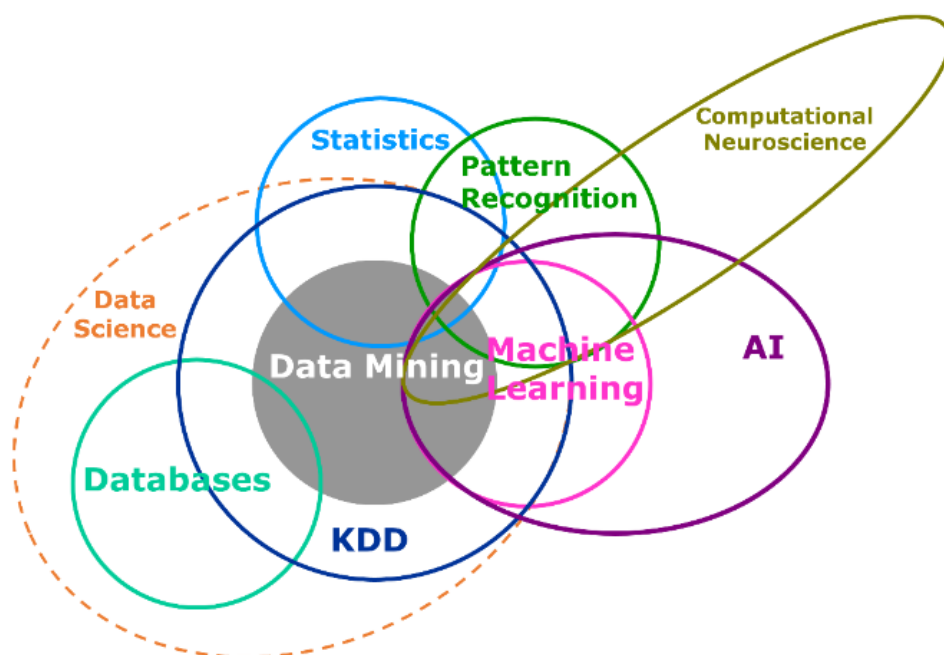 Computational
Neuroscience
Statistics
Pattern
Recognition
Data
Science
Machine
Learning
AI
Data Mining
Databases
KDD